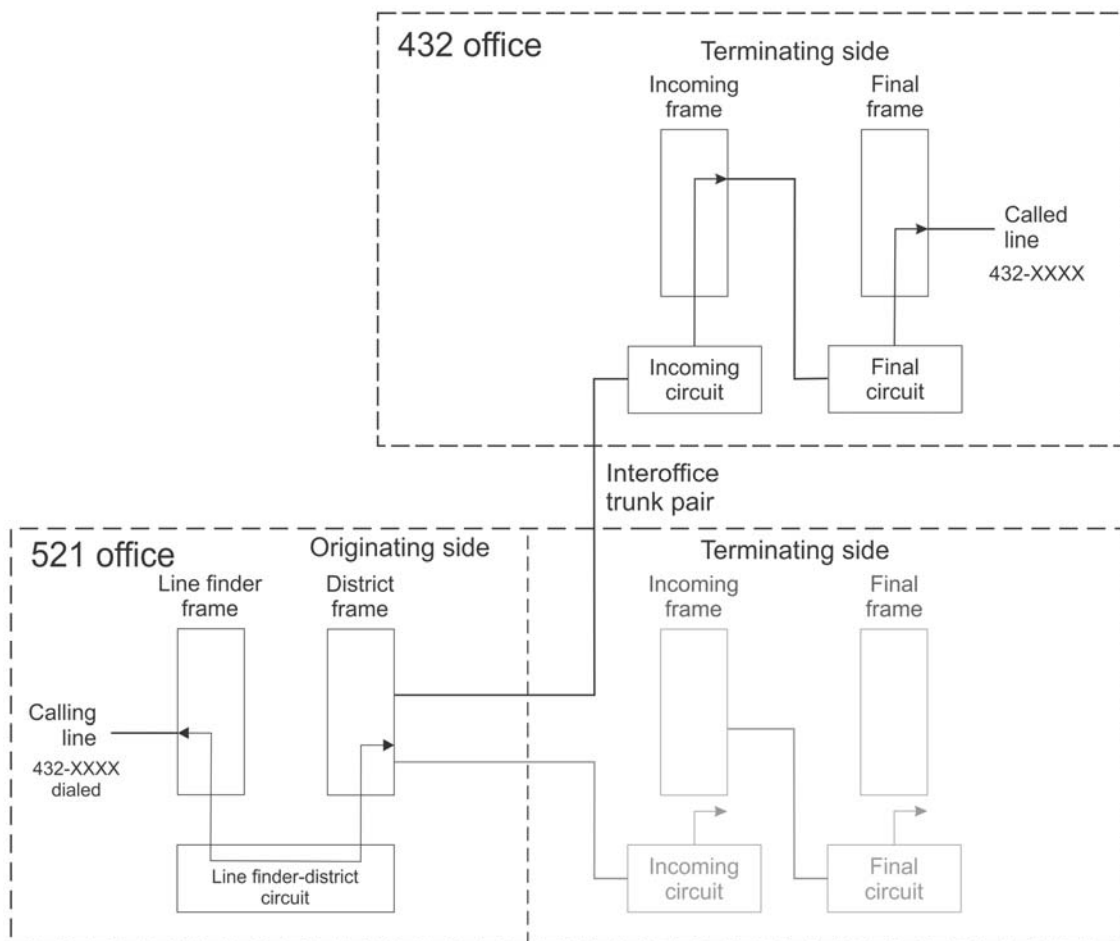 432 office
Terminating side
Incoming
frame
Final
frame
Called
line
432-XXXX
Incoming
circuit
Final
circuit
Interoffice
trunk pair
521 office
Originating side
Line finder
frame
District
frame
Calling
line
432-XXXX
dialed
Line finder-district
circuit
Terminating side
Incoming
frame
Final
frame
Incoming
circuit
Final
circuit